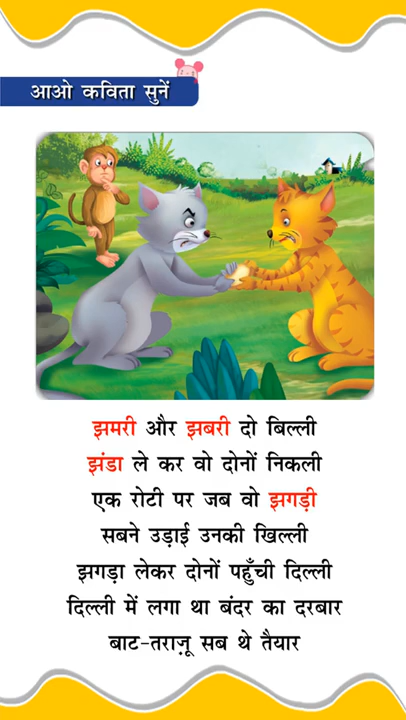 आओ कविता सुनें
झमरी और झबरी दो बिल्ली
झंडा ले कर वो दोनों निकली
एक रोटी पर जब वो झगड़ी
सबने उड़ाई उनकी खिल्ली
झगड़ा लेकर दोनों पहुँची दिल्ली
दिल्ली में लगा था बंदर का दरबार
बाट-तराज़ू सब थे तैयार